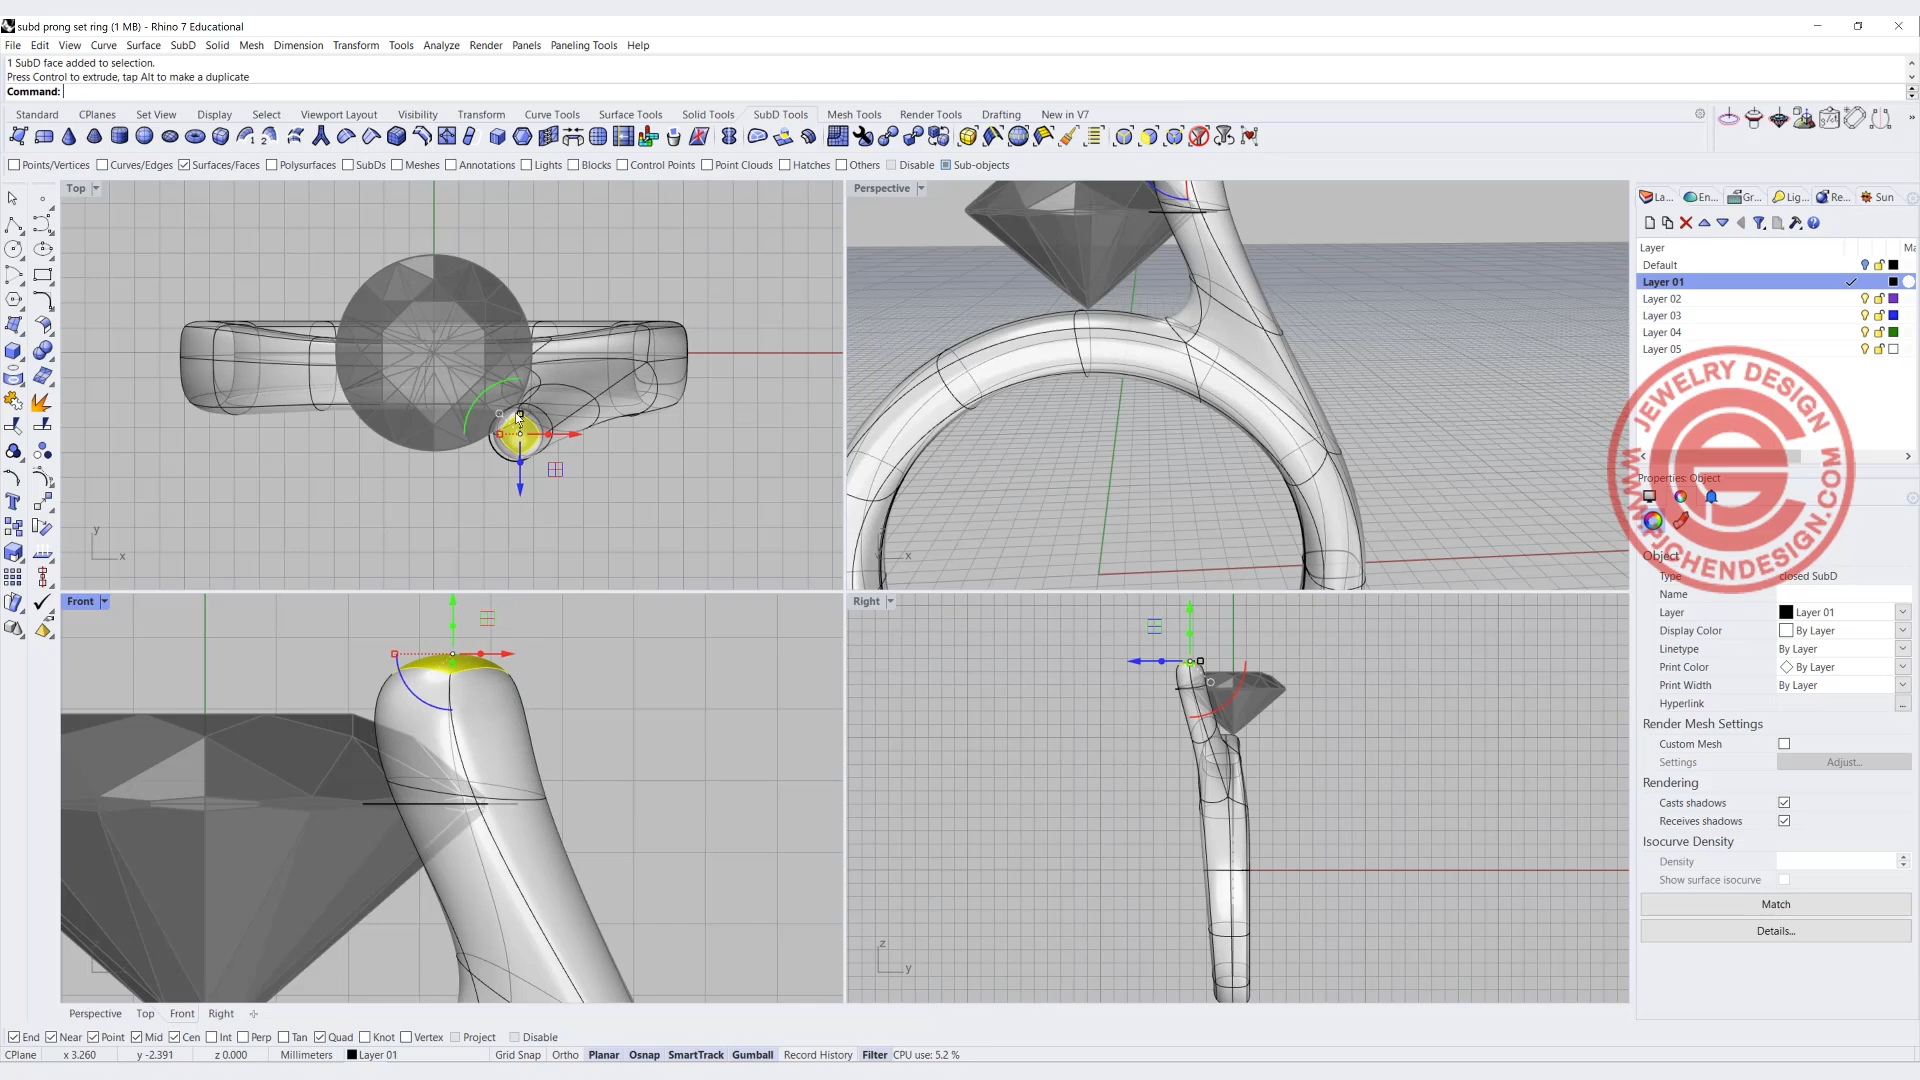 subd prong set ring (1 MB) - Rhino 7 Educational
File Edit View Curve Surface SubD Solid Mesh Dimension Transform Tools Analyze Render Panels Paneling Tools Help
1 SubD face added to selection.
Press Control to extrude, tap Alt to make a duplicate
Command:
Standard CPlanes Set View Display Select Viewport Layout Visibility Transform Curve Tools Surface Tools Solid Tools SubD Tools Mesh Tools Render Tools Drafting New in V7
Points/Vertices Curves/Edges Surfaces/Faces Polysurfaces SubDs Meshes Annotations Lights Blocks Control Points Point Clouds Hatches Others Disable Sub-objects
Top
y
x
Perspective
x
Front
Right
z
y
La... En... Gr... Lig... Re... Sun
Layer Ma
Default
Layer 01
Layer 02
Layer 03
Layer 04
Layer 05
JEWELRY DESIGN
WWW.PJCHENDESIGN.COM
Properties: Object
Object
Type closed SubD
Name
Layer Layer 01
Display Color By Layer
Linetype By Layer
Print Color By Layer
Print Width By Layer
Hyperlink ...
Render Mesh Settings
Custom Mesh
Settings Adjust...
Rendering
Casts shadows
Receives shadows
Isocurve Density
Density
Show surface isocurve
Match
Details...
Perspective Top Front Right
End Near Point Mid Cen Int Perp Tan Quad Knot Vertex Project Disable
CPlane x 3.260 y -2.391 z 0.000 Millimeters Layer 01 Grid Snap Ortho Planar Osnap SmartTrack Gumball Record History Filter CPU use: 5.2 %